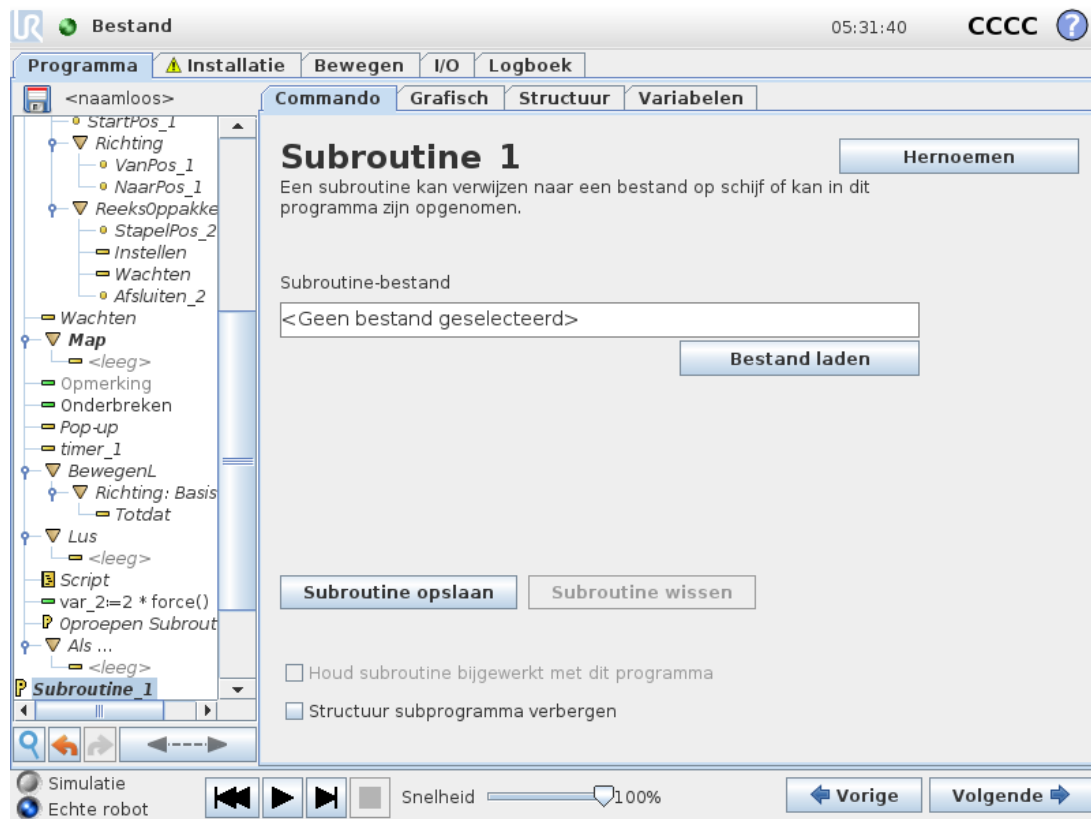 Bestand
05:31:40
CCCC
?
Programma
Installatie
Bewegen
I/O
Logboek
<naamloos>
Commando
Grafisch
Structuur
Variabelen
StartPos_1
Richting
VanPos_1
NaarPos_1
ReeksOppakke
StapelPos_2
Instellen
Wachten
Afsluiten_2
Wachten
Map
<leeg>
Opmerking
Onderbreken
Pop-up
timer_1
BewegenL
Richting: Basis
Totdat
Lus
<leeg>
Script
var_2:=2 * force()
Oproepen Subrout
Als ...
<leeg>
Subroutine_1
Subroutine 1
Hernoemen
Een subroutine kan verwijzen naar een bestand op schijf of kan in dit
programma zijn opgenomen.
Subroutine-bestand
<Geen bestand geselecteerd>
Bestand laden
Subroutine opslaan
Subroutine wissen
Houd subroutine bijgewerkt met dit programma
Structuur subprogramma verbergen
Simulatie
Echte robot
Snelheid
100%
Vorige
Volgende